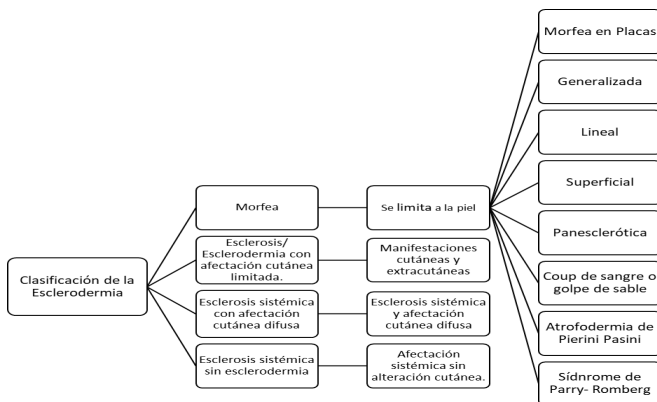 Clasificación de la
Esclerodermia
Morfea
Se limita a la piel
Morfea en Placas
Generalizada
Lineal
Superficial
Panesclerótica
Coup de sangre o
golpe de sable
Atrofodermia de
Pierini Pasini
Sídnrome de
Parry- Romberg
Esclerosis/
Esclerodermia con
afectación cutánea
limitada.
Manifestaciones
cutáneas y
extracutáneas
Esclerosis sistémica
con afectación
cutánea difusa
Esclerosis sistémica
y afectación
cutánea difusa
Esclerosis sistémica
sin esclerodermia
Afectación
sistémica sin
alteración cutánea.